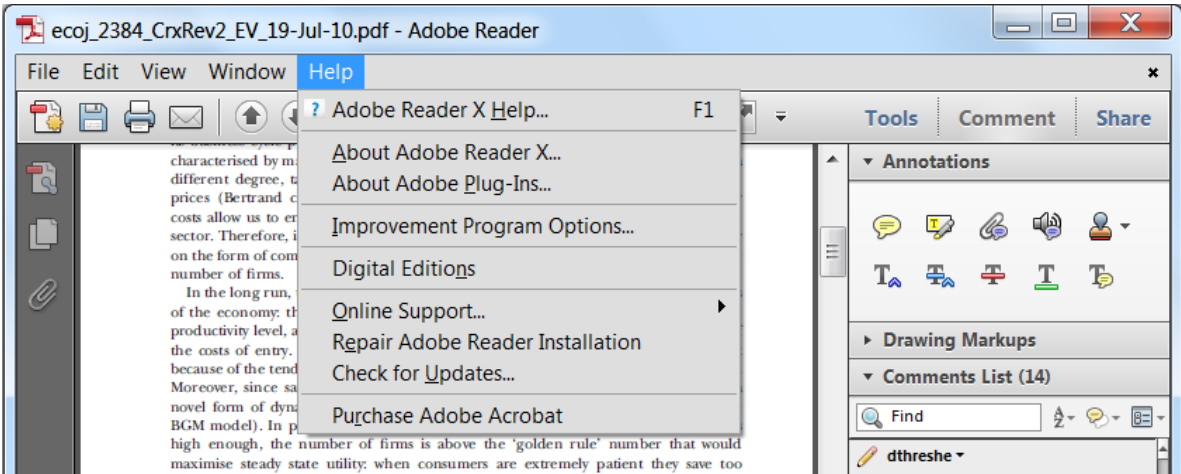 ecoj_2384_CrxRev2_EV_19-Jul-10.pdf - Adobe Reader
File Edit View Window Help
Adobe Reader X Help... F1
About Adobe Reader X...
About Adobe Plug-Ins...
Improvement Program Options...
Digital Editions
Online Support...
Repair Adobe Reader Installation
Check for Updates...
Purchase Adobe Acrobat
Tools Comment Share
Annotations
Drawing Markups
Comments List (14)
Find
dthreshe
characterised by
different degree,
prices (Bertrand
costs allow us to
sector. Therefore,
on the form of
number of firms.
In the long run,
of the economy:
productivity level,
the costs of entry.
because of the
Moreover, since
novel form of
BGM model). In
high enough, the number of firms is above the ‘golden rule’ number that would
maximise steady state utility: when consumers are extremely patient they save too